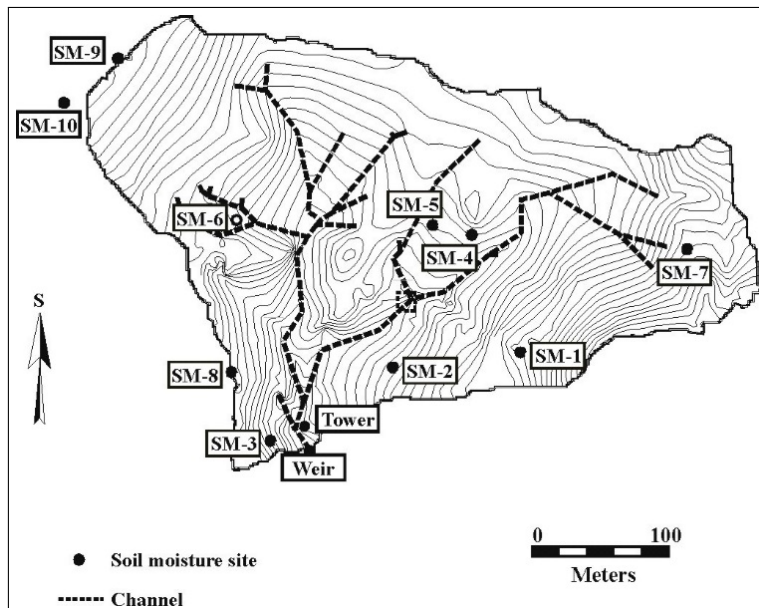 SM-9
SM-10
SM-5
SM-6
SM-4
SM-7
S
SM-1
SM-8
SM-2
Tower
SM-3
Weir
0 100
Meters
Soil moisture site
Channel